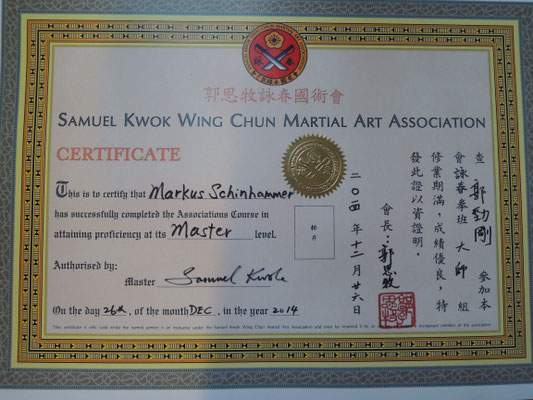 郭思牧詠春國術會
SAMUEL KWOK WING CHUN MARTIAL ART ASSOCIATION
CERTIFICATE
This is to certify that Markus Schinhammer
has successfully completed the Associations Course in
attaining proficiency at its Master level.
Authorised by:
Master Samuel Kwok
On the day 26th, of the month DEC, in the year 2014
相片
查 郭勁剛 參加本
會詠春拳班 大師 組
修業期滿，成績優良，特
發此證以資證明。
會長：郭思牧
二〇一四年十二月廿六日